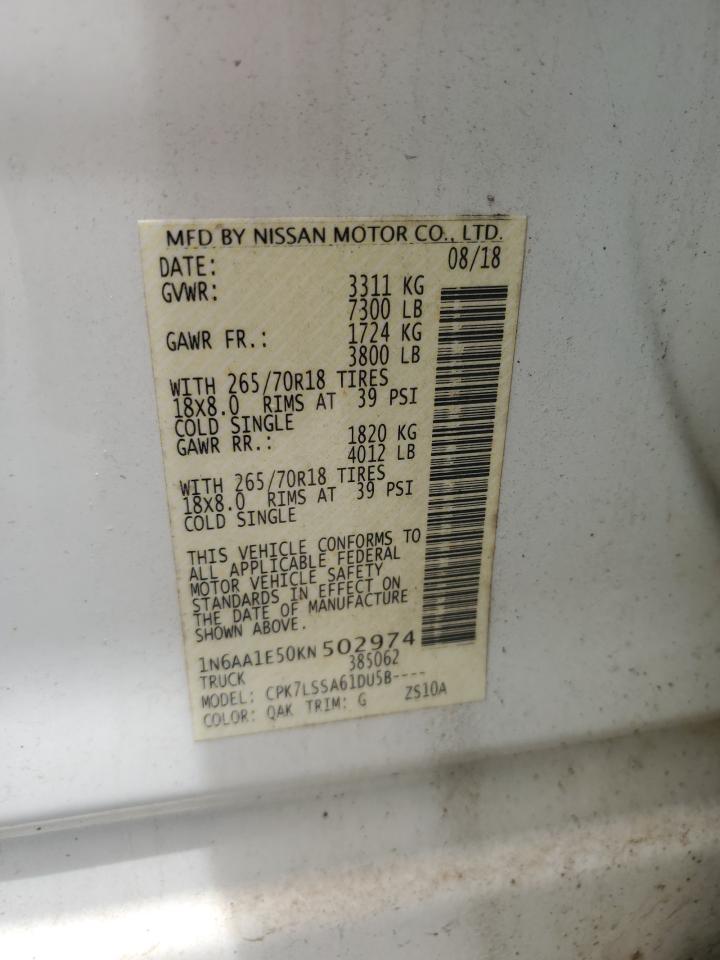 MFD BY NISSAN MOTOR CO., LTD.
DATE: 08/18
GVWR: 3311 KG
7300 LB
GAWR FR.: 1724 KG
3800 LB
WITH 265/70R18 TIRES
18X8.0 RIMS AT 39 PSI
COLD SINGLE
GAWR RR.: 1820 KG
4012 LB
WITH 265/70R18 TIRES
18X8.0 RIMS AT 39 PSI
COLD SINGLE
THIS VEHICLE CONFORMS TO
ALL APPLICABLE FEDERAL
MOTOR VEHICLE SAFETY
STANDARDS IN EFFECT ON
THE DATE OF MANUFACTURE
SHOWN ABOVE.
1N6AA1E50KN502974
TRUCK 385062
MODEL: CPK7LSSA61DU5B----
COLOR: QAK TRIM: G ZS10A